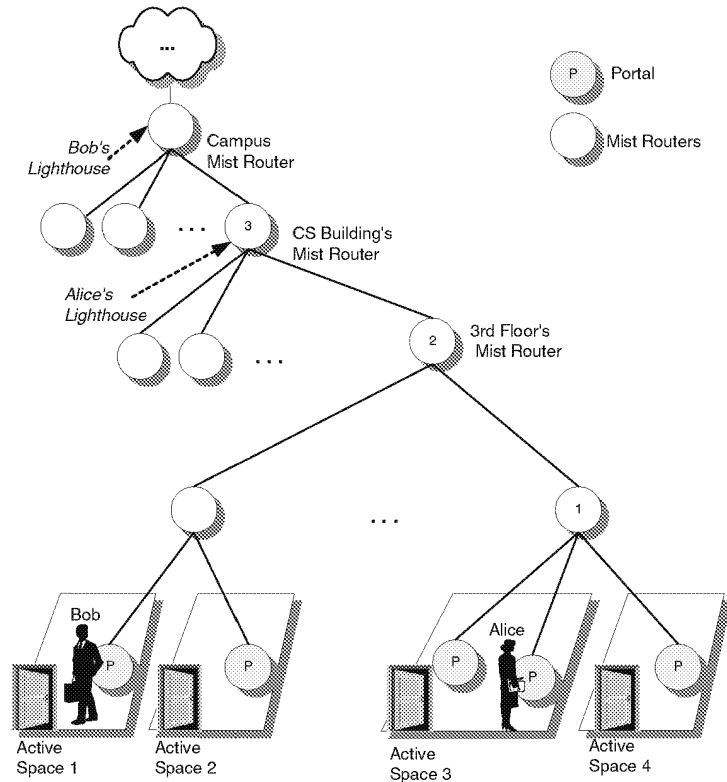 ...
P
Portal
Mist Routers
Bob's
Lighthouse
Campus
Mist Router
...
3
CS Building's
Mist Router
Alice's
Lighthouse
...
2
3rd Floor's
Mist Router
...
1
Bob
P
P
Alice
P
P
P
Active
Space 1
Active
Space 2
Active
Space 3
Active
Space 4